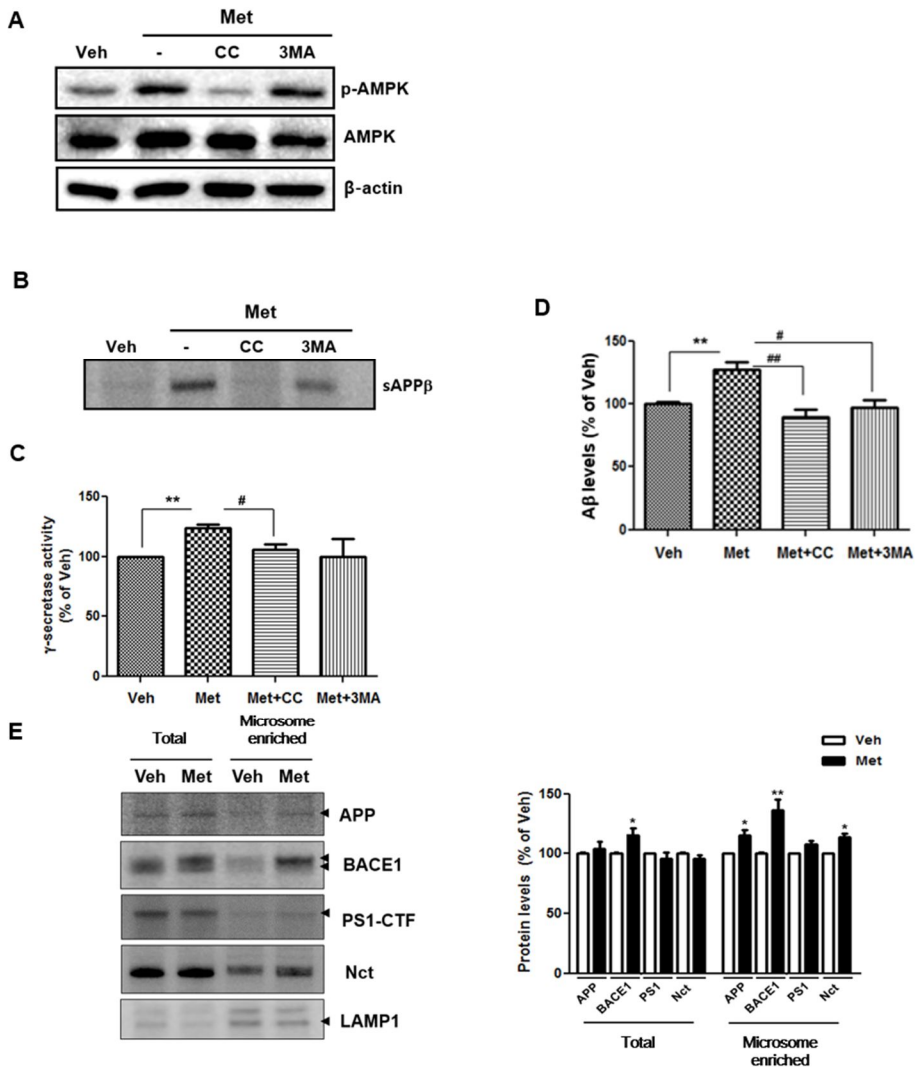 A
Met
Veh - CC 3MA
p-AMPK
AMPK
β-actin
B
Met
Veh - CC 3MA
sAPPβ
C
γ-secretase activity
(% of Veh)
150
100
50
0
** #
Veh Met Met+CC Met+3MA
D
Aβ levels (% of Veh)
150
100
50
0
** ## #
Veh Met Met+CC Met+3MA
E
Total Microsome
enriched
Veh Met Veh Met
APP
BACE1
PS1-CTF
Nct
LAMP1
Veh
Met
Protein levels (% of Veh)
150
100
50
0
* * ** *
APP BACE1 PS1 Nct APP BACE1 PS1 Nct
Total Microsome
enriched